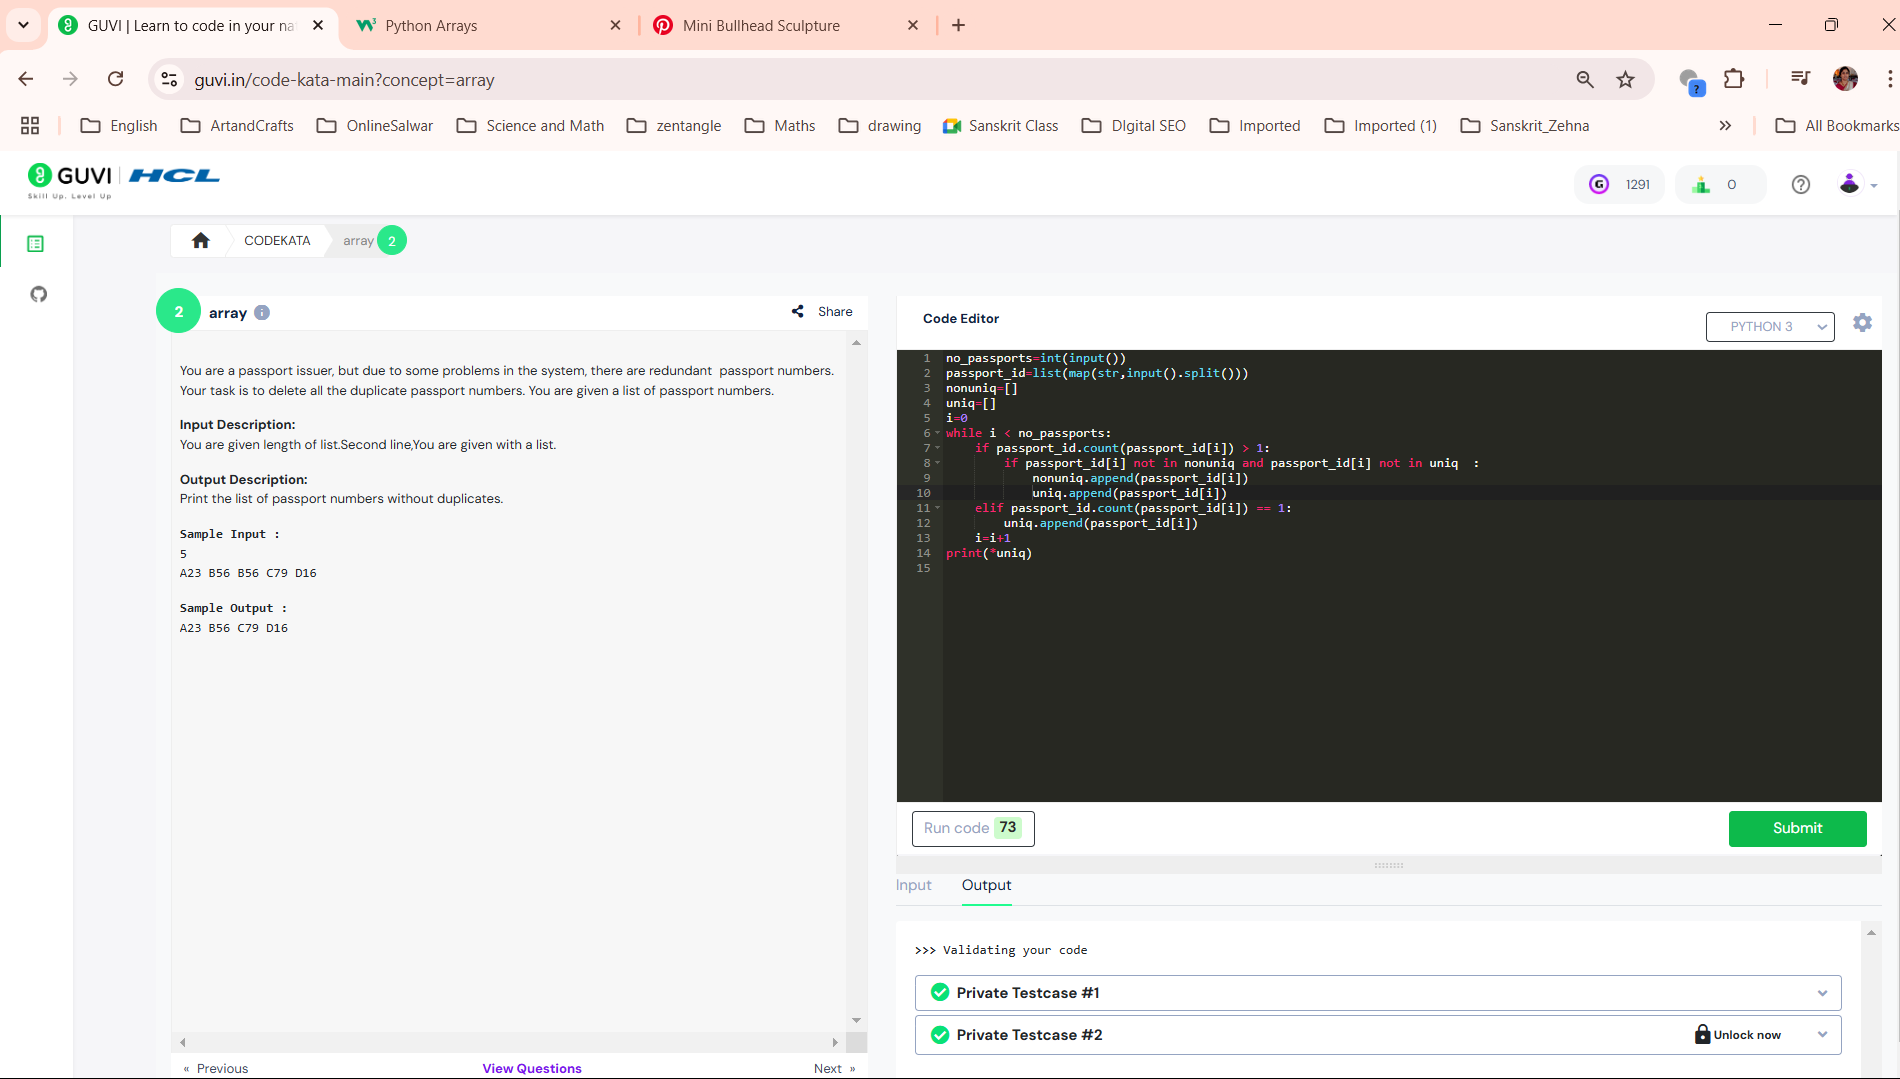 GUVI | Learn to code in your na
Python Arrays
Mini Bullhead Sculpture
guvi.in/code-kata-main?concept=array
?
English
ArtandCrafts
OnlineSalwar
Science and Math
zentangle
Maths
drawing
Sanskrit Class
DIgital SEO
Imported
Imported (1)
Sanskrit_Zehna
All Bookmarks
GUVI
HCL
Skill Up, Level Up
G 1291
0
CODEKATA
array 2
2 array
Share
You are a passport issuer, but due to some problems in the system, there are redundant passport numbers.
Your task is to delete all the duplicate passport numbers. You are given a list of passport numbers.
Input Description:
You are given length of list.Second line,You are given with a list.
Output Description:
Print the list of passport numbers without duplicates.
Sample Input :
5
A23 B56 B56 C79 D16
Sample Output :
A23 B56 C79 D16
« Previous
View Questions
Next »
Code Editor
PYTHON 3
1 no_passports=int(input())
2 passport_id=list(map(str,input().split()))
3 nonuniq=[]
4 uniq=[]
5 i=0
6 while i < no_passports:
7 if passport_id.count(passport_id[i]) > 1:
8 if passport_id[i] not in nonuniq and passport_id[i] not in uniq :
9 nonuniq.append(passport_id[i])
10 uniq.append(passport_id[i])
11 elif passport_id.count(passport_id[i]) == 1:
12 uniq.append(passport_id[i])
13 i=i+1
14 print(*uniq)
15
Run code 73
Submit
Input
Output
>>> Validating your code
Private Testcase #1
Private Testcase #2
Unlock now